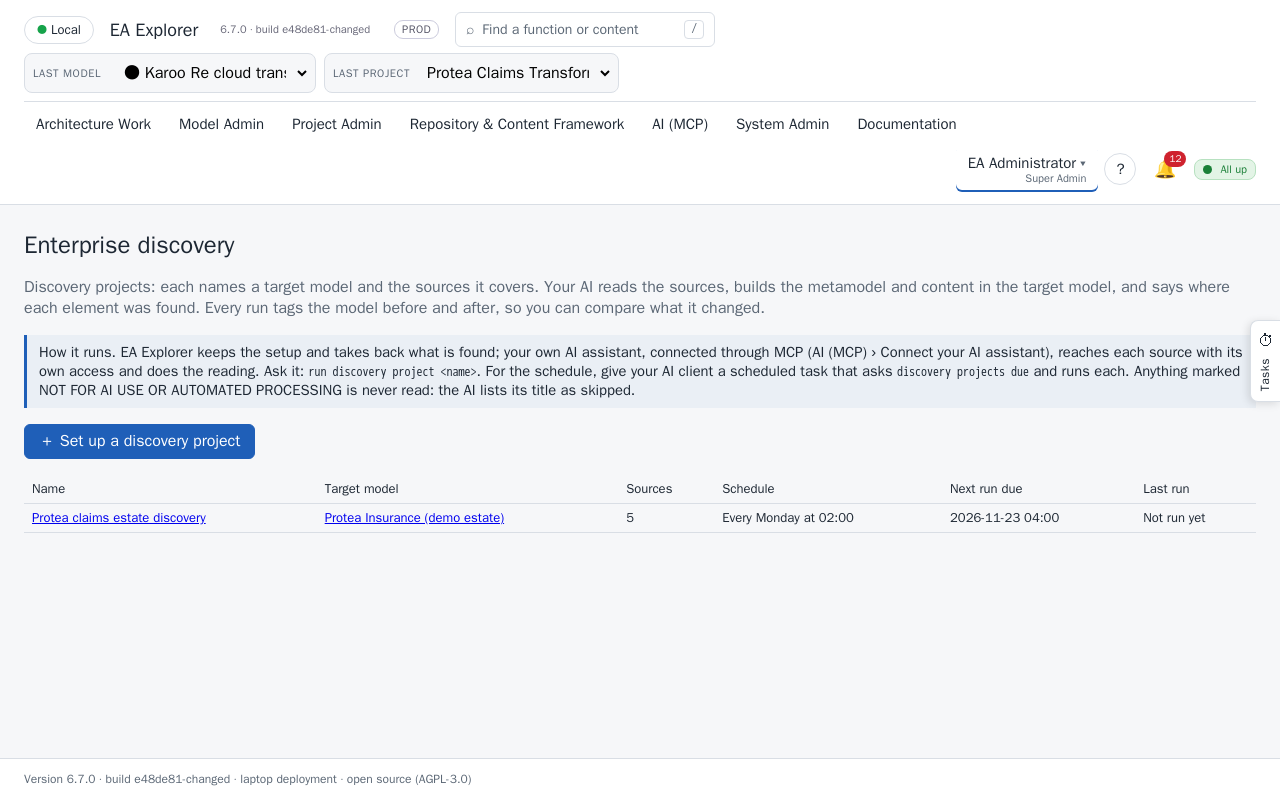 Local
EA Explorer
6.7.0 · build e48de81-changed
PROD
Find a function or content
/
LAST MODEL
Karoo Re cloud trans
LAST PROJECT
Protea Claims Transfor
Architecture Work
Model Admin
Project Admin
Repository & Content Framework
AI (MCP)
System Admin
Documentation
EA Administrator ▾
Super Admin
?
12
All up
Enterprise discovery
Discovery projects: each names a target model and the sources it covers. Your AI reads the sources, builds the metamodel and content in the target model, and says where
each element was found. Every run tags the model before and after, so you can compare what it changed.
How it runs. EA Explorer keeps the setup and takes back what is found; your own AI assistant, connected through MCP (AI (MCP) › Connect your AI assistant), reaches each source with its
own access and does the reading. Ask it: run discovery project <name>. For the schedule, give your AI client a scheduled task that asks discovery projects due and runs each. Anything marked
NOT FOR AI USE OR AUTOMATED PROCESSING is never read: the AI lists its title as skipped.
Tasks
+ Set up a discovery project
Name Target model Sources Schedule Next run due Last run
Protea claims estate discovery Protea Insurance (demo estate) 5 Every Monday at 02:00 2026-11-23 04:00 Not run yet
Version 6.7.0 · build e48de81-changed · laptop deployment · open source (AGPL-3.0)